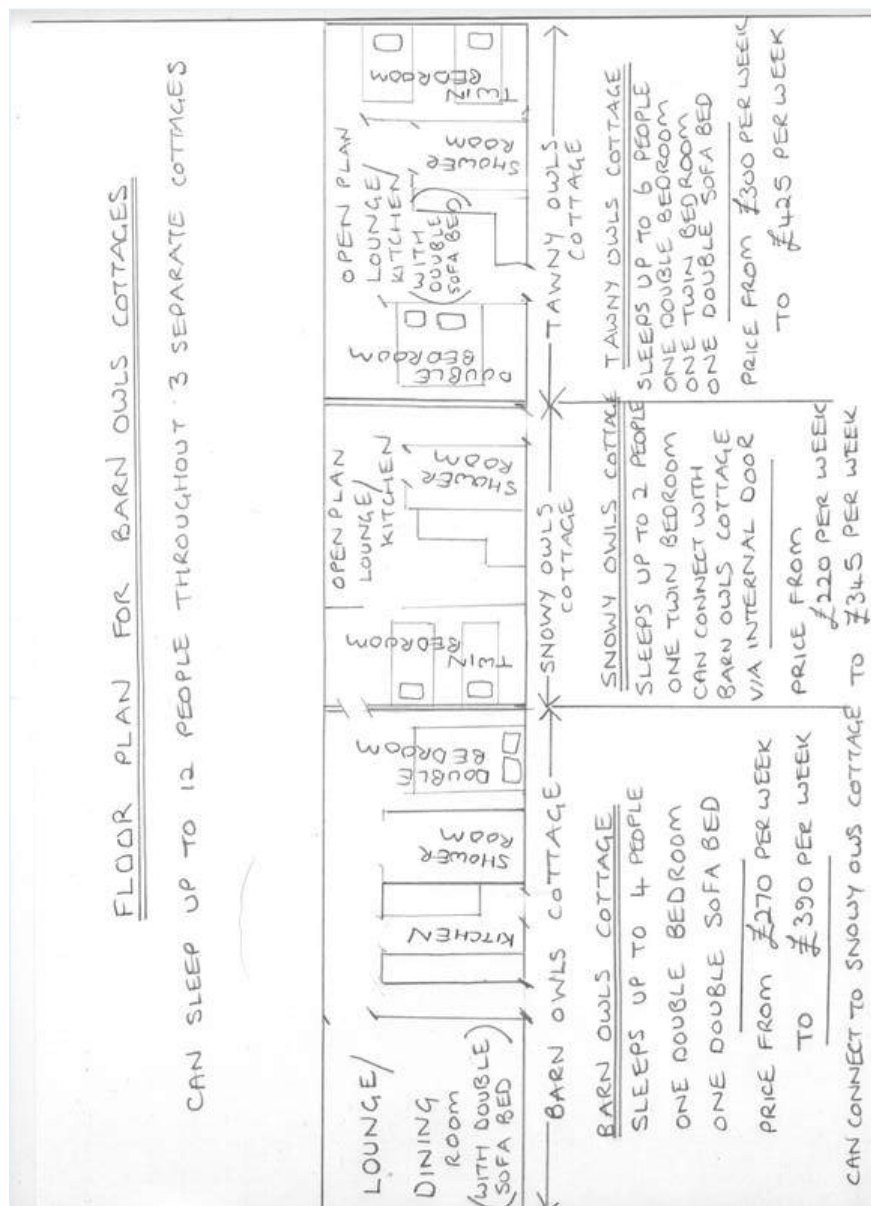 FLOOR PLAN FOR BARN OWLS COTTAGES
CAN SLEEP UP TO 12 PEOPLE THROUGHOUT 3 SEPARATE COTTAGES
LOUNGE/
DINING
ROOM
(WITH DOUBLE
SOFA BED)
KITCHEN
SHOWER
ROOM
DOUBLE
BEDROOM
TWIN
BEDROOM
OPEN PLAN
LOUNGE/
KITCHEN
SHOWER
ROOM
DOUBLE
BEDROOM
OPEN PLAN
LOUNGE/
KITCHEN
(WITH
DOUBLE
SOFA BED)
SHOWER
ROOM
TWIN
BEDROOM
BARN OWLS COTTAGE
SNOWY OWLS
COTTAGE
TAWNY OWLS
COTTAGE
BARN OWLS COTTAGE
SLEEPS UP TO 4 PEOPLE
ONE DOUBLE BEDROOM
ONE DOUBLE SOFA BED
PRICE FROM £270 PER WEEK
TO £390 PER WEEK
CAN CONNECT TO SNOWY OWS COTTAGE
SNOWY OWLS COTTAGE
SLEEPS UP TO 2 PEOPLE
ONE TWIN BEDROOM
CAN CONNECT WITH
BARN OWLS COTTAGE
VIA INTERNAL DOOR
PRICE FROM
£220 PER WEEK
TO £345 PER WEEK
TAWNY OWLS COTTAGE
SLEEPS UP TO 6 PEOPLE
ONE DOUBLE BEDROOM
ONE TWIN BEDROOM
ONE DOUBLE SOFA BED
PRICE FROM £300 PER WEEK
TO £425 PER WEEK